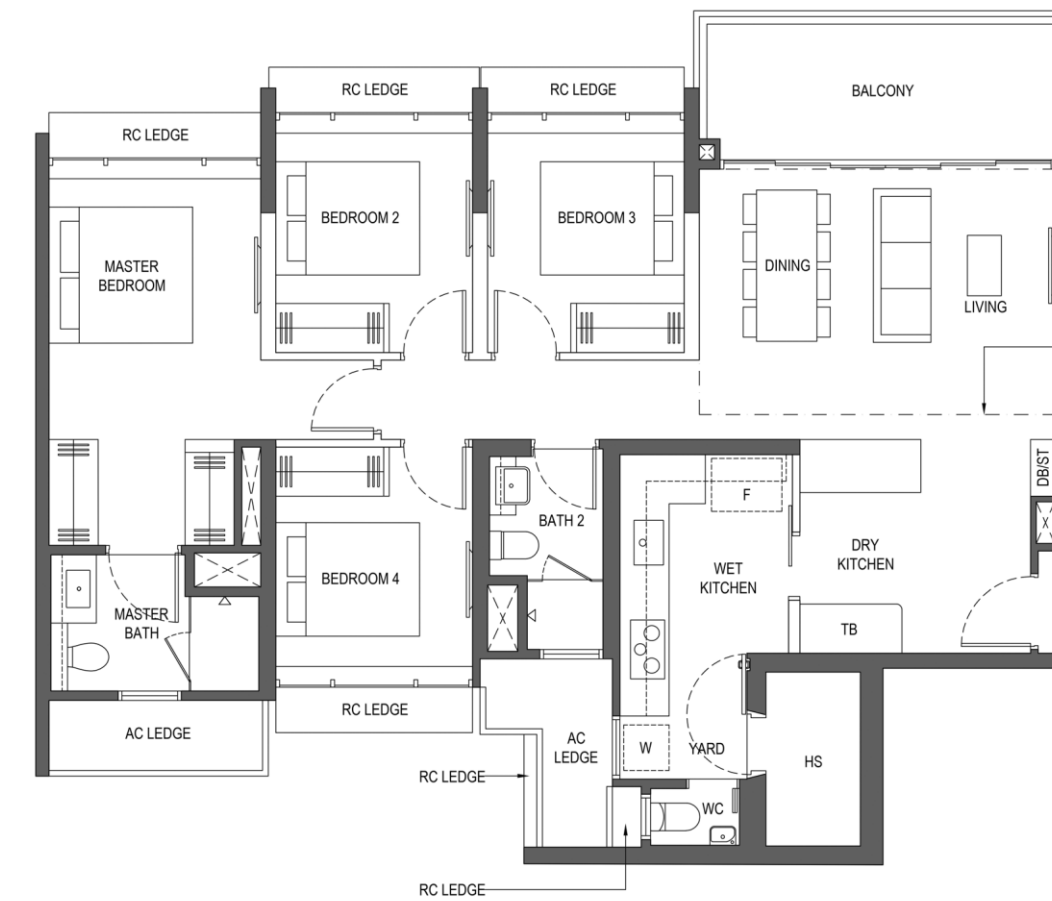 RC LEDGE
RC LEDGE
BALCONY
RC LEDGE
BEDROOM 2
BEDROOM 3
MASTER
BEDROOM
DINING
LIVING
DB/ST
F
BATH 2
DRY
KITCHEN
WET
KITCHEN
BEDROOM 4
MASTER
BATH
TB
RC LEDGE
AC LEDGE
AC
LEDGE
W
YARD
HS
RC LEDGE
WC
RC LEDGE